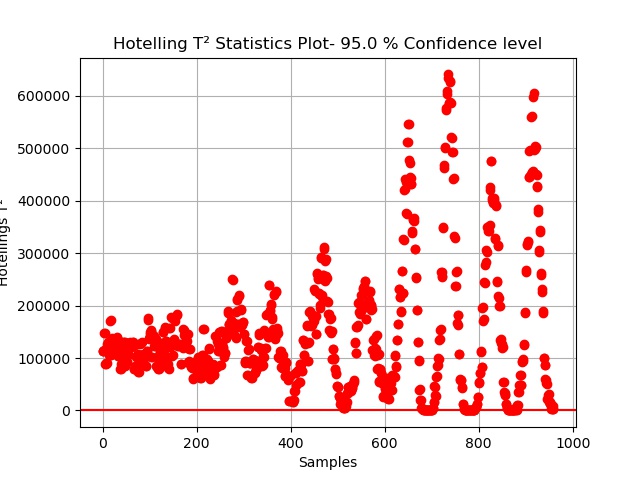 Hotelling T² Statistics Plot- 95.0 % Confidence level
600000
500000
400000
300000
200000
100000
0
Hotellings T²
0 200 400 600 800 1000
Samples